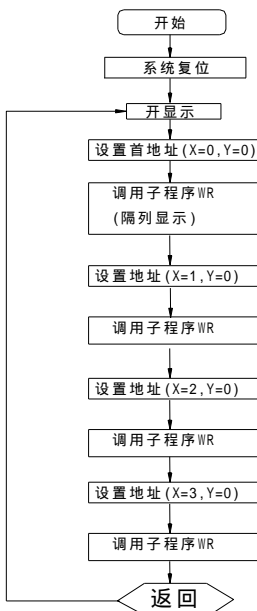 开始
系统复位
开显示
设置首地址(X=0,Y=0)
调用子程序WR
(隔列显示)
设置地址(X=1,Y=0)
调用子程序WR
设置地址(X=2,Y=0)
调用子程序WR
设置地址(X=3,Y=0)
调用子程序WR
返回